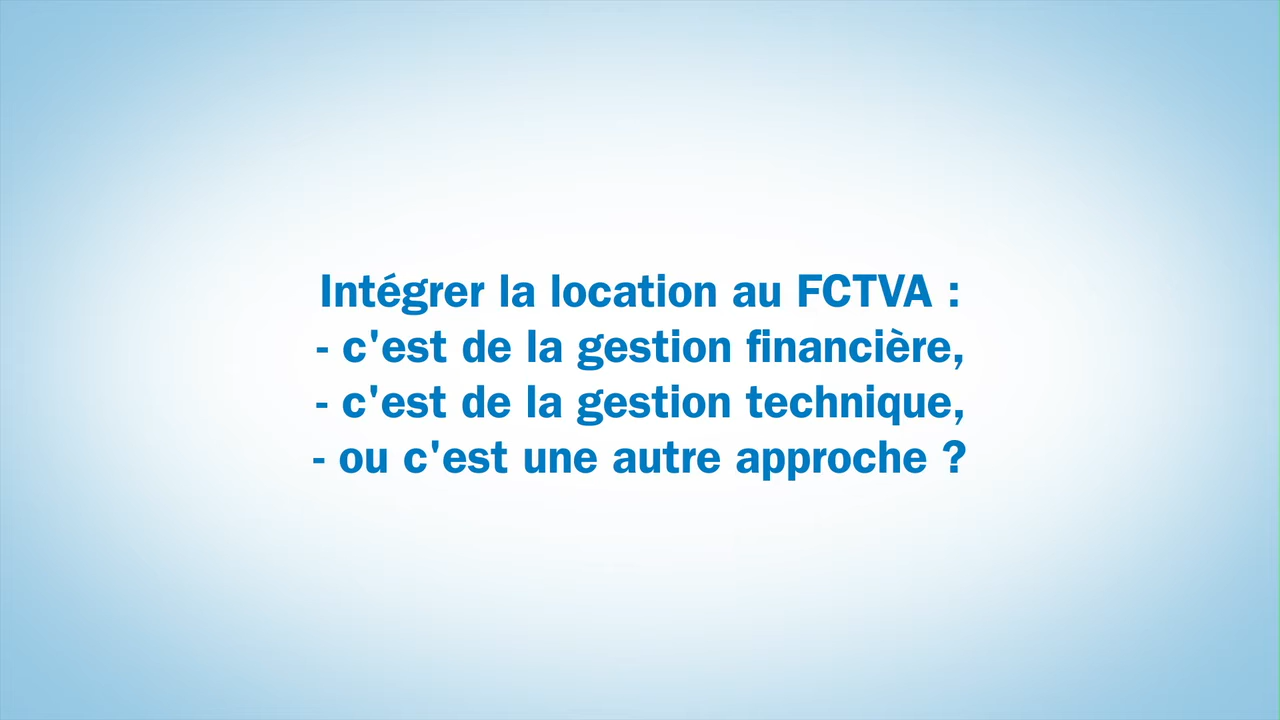 Intégrer la location au FCTVA :
- c'est de la gestion financière,
- c'est de la gestion technique,
- ou c'est une autre approche ?